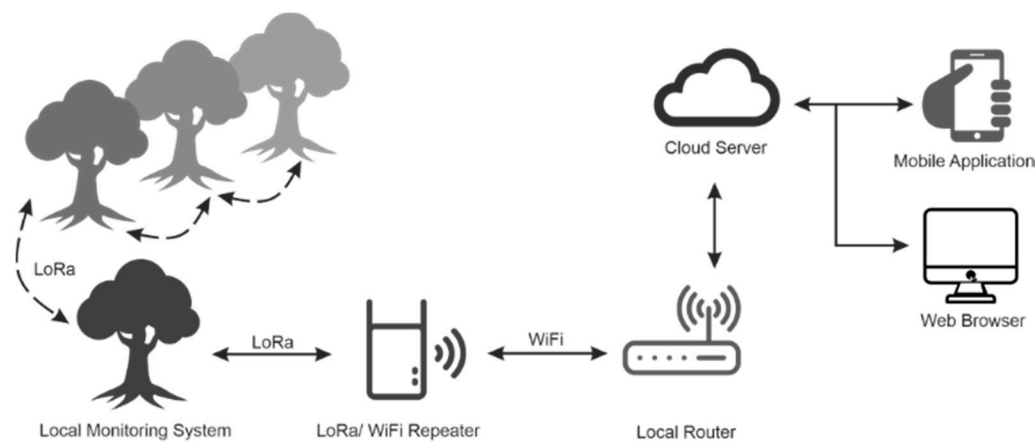 Cloud Server
Mobile Application
LoRa
Web Browser
LoRa
WiFi
Local Monitoring System
LoRa/ WiFi Repeater
Local Router